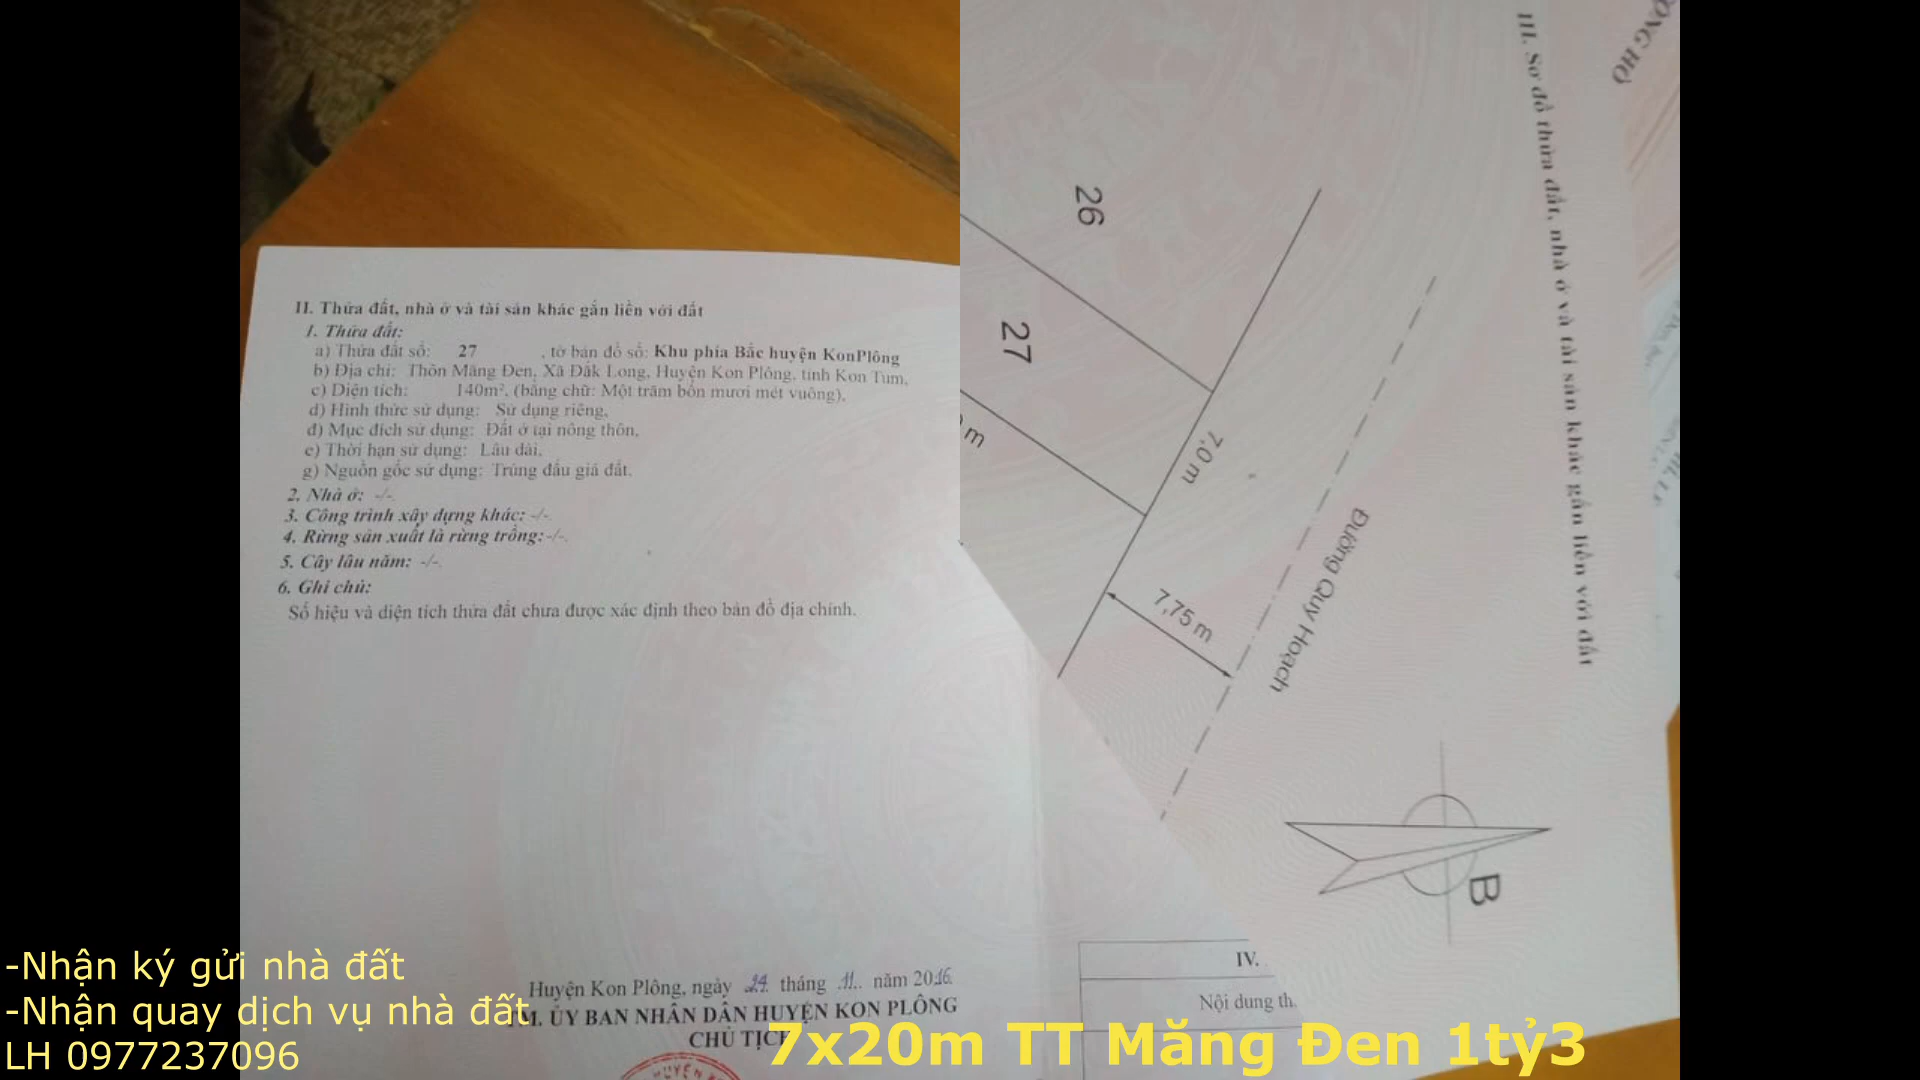 II. Thửa đất, nhà ở và tài sản khác gắn liền với đất
1. Thửa đất:
a) Thửa đất số: 27 , tờ bản đồ số: Khu phía Bắc huyện KonPlông
b) Địa chỉ: Thôn Măng Đen, Xã Đắk Long, Huyện Kon Plông, tỉnh Kon Tum,
c) Diện tích: 140m², (bằng chữ: Một trăm bốn mươi mét vuông),
d) Hình thức sử dụng: Sử dụng riêng,
đ) Mục đích sử dụng: Đất ở tại nông thôn,
e) Thời hạn sử dụng: Lâu dài,
g) Nguồn gốc sử dụng: Trúng đấu giá đất.
2. Nhà ở: -/-.
3. Công trình xây dựng khác: -/-.
4. Rừng sản xuất là rừng trồng: -/-.
5. Cây lâu năm: -/-.
6. Ghi chú:
Số hiệu và diện tích thửa đất chưa được xác định theo bản đồ địa chính.
Huyện Kon Plông, ngày 24 tháng 11 năm 2016
TM. ỦY BAN NHÂN DÂN HUYỆN KON PLÔNG
CHỦ TỊCH
HUYỆN
III. Sơ đồ thửa đất, nhà ở và tài sản khác gắn liền với đất
26
27
m
7,0 m
7,75 m
Đường Quy Hoạch
B
IV.
Nội dung th
-Nhận ký gửi nhà đất
-Nhận quay dịch vụ nhà đất
LH 0977237096
7x20m TT Măng Đen 1tỷ3